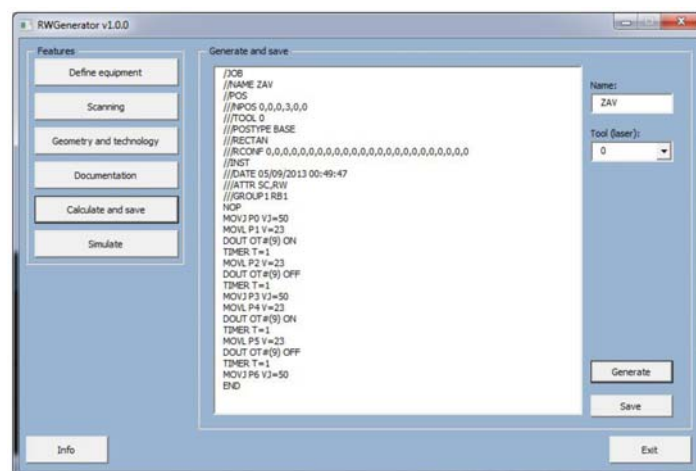 RWGenerator v1.0.0
Features
Define equipment
Scanning
Geometry and technology
Documentation
Calculate and save
Simulate
Generate and save
/JOB
//NAME ZAV
//POS
///NPOS 0,0,0,3,0,0
///TOOL 0
///POSTYPE BASE
///RECTAN
///RCONF 0,0,0,0,0,0,0,0,0,0,0,0,0,0,0,0,0,0,0,0,0,0,0,0
//INST
///DATE 05/09/2013 00:49:47
///ATTR SC,RW
///GROUP1 RB1
NOP
MOVJ P0 VJ=50
MOVL P1 V=23
DOUT OT#(9) ON
TIMER T=1
MOVL P2 V=23
DOUT OT#(9) OFF
TIMER T=1
MOVJ P3 VJ=50
MOVL P4 V=23
DOUT OT#(9) ON
TIMER T=1
MOVL P5 V=23
DOUT OT#(9) OFF
TIMER T=1
MOVJ P6 VJ=50
END
Name:
ZAV
Tool (laser):
0
Generate
Save
Info
Exit